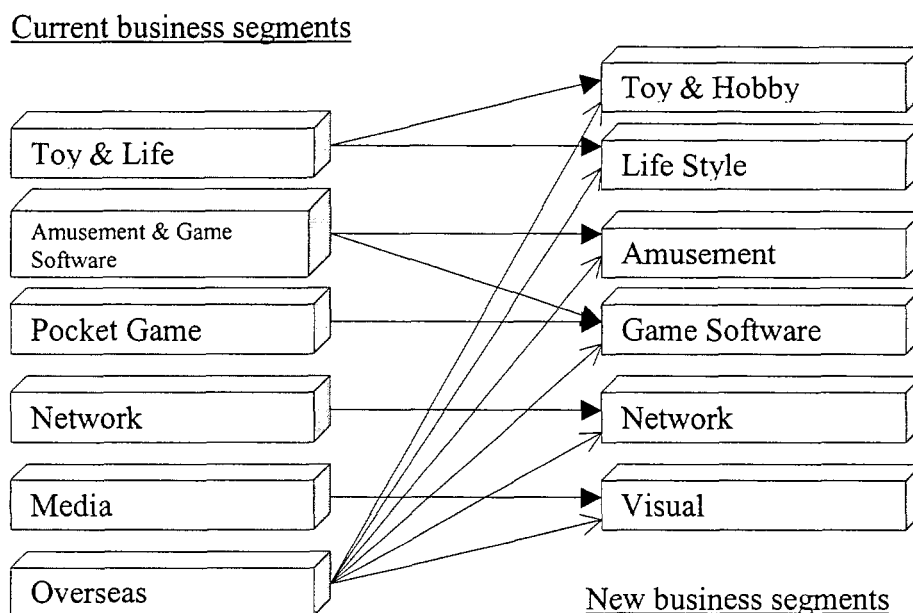 Current business segments
Toy & Life
Amusement & Game
Software
Pocket Game
Network
Media
Overseas
Toy & Hobby
Life Style
Amusement
Game Software
Network
Visual
New business segments